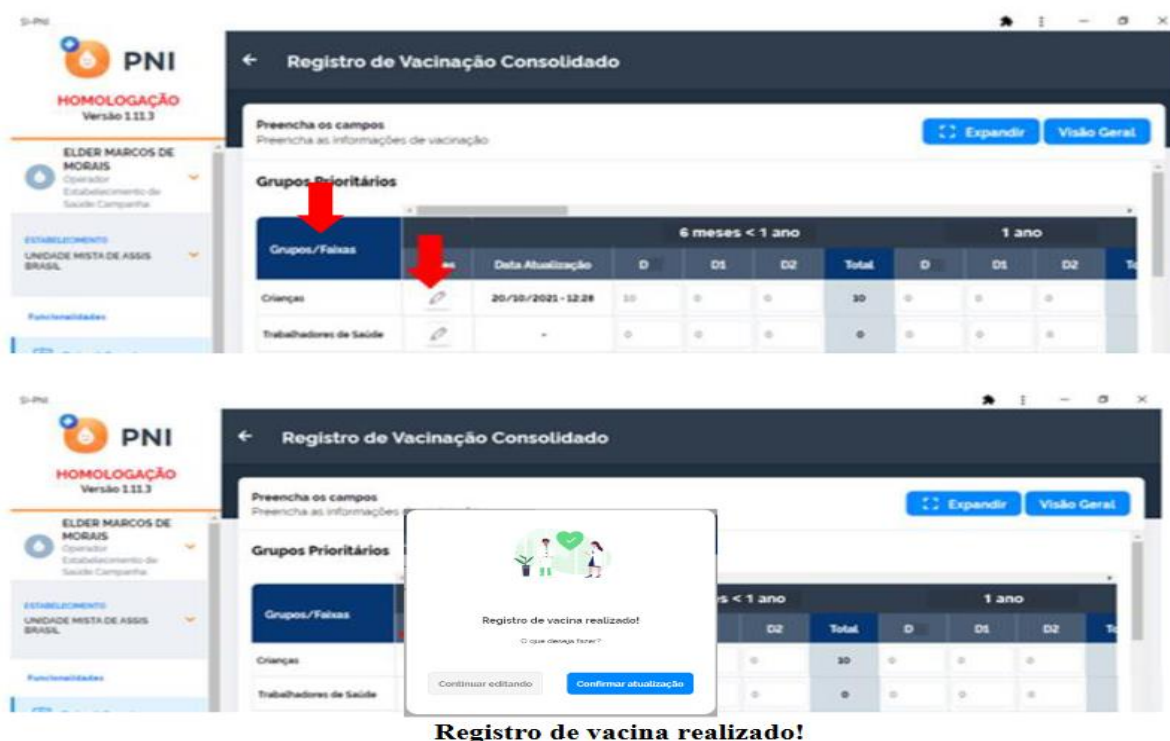 SI-PNI
PNI
HOMOLOGAÇÃO
Versão 1.11.3
ELDER MARCOS DE
MORAIS
Operador
Estabelecimento de
Saúde Campanha
ESTABELECIMENTO
UNIDADE MISTA DE ASSIS
BRASIL
Funcionalidades
Registro de Vacinação Consolidado
Preencha os campos
Preencha as informações de vacinação
Expandir
Visão Geral
Grupos Prioritários
6 meses < 1 ano 1 ano
Grupos/Faixas Data Atualização D D1 D2 Total D D1 D2
Crianças 20/10/2021 - 12:28 10 0 0 10 0 0 0
Trabalhadores de Saúde - 0 0 0 0 0 0 0
SI-PNI
PNI
HOMOLOGAÇÃO
Versão 1.11.3
ELDER MARCOS DE
MORAIS
Operador
Estabelecimento de
Saúde Campanha
ESTABELECIMENTO
UNIDADE MISTA DE ASSIS
BRASIL
Funcionalidades
Registro de Vacinação Consolidado
Preencha os campos
Preencha as informações
Expandir
Visão Geral
Grupos Prioritários
< 1 ano 1 ano
Grupos/Faixas D2 Total D D1 D2
Crianças 0 10 0 0 0
Trabalhadores de Saúde 0 0 0 0 0
Registro de vacina realizado!
O que deseja fazer?
Continuar editando
Confirmar atualização
Registro de vacina realizado!